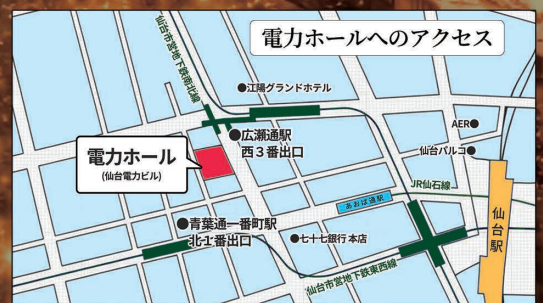 電力ホールへのアクセス
仙台市営地下鉄南北線
●江陽グランドホテル
AER●
●広瀬通駅
西3番出口
仙台パルコ●
電力ホール
(仙台電力ビル)
JR仙石線
あおば通駅
仙台駅
●青葉通一番町駅
北1番出口
●七十七銀行 本店
仙台市営地下鉄東西線